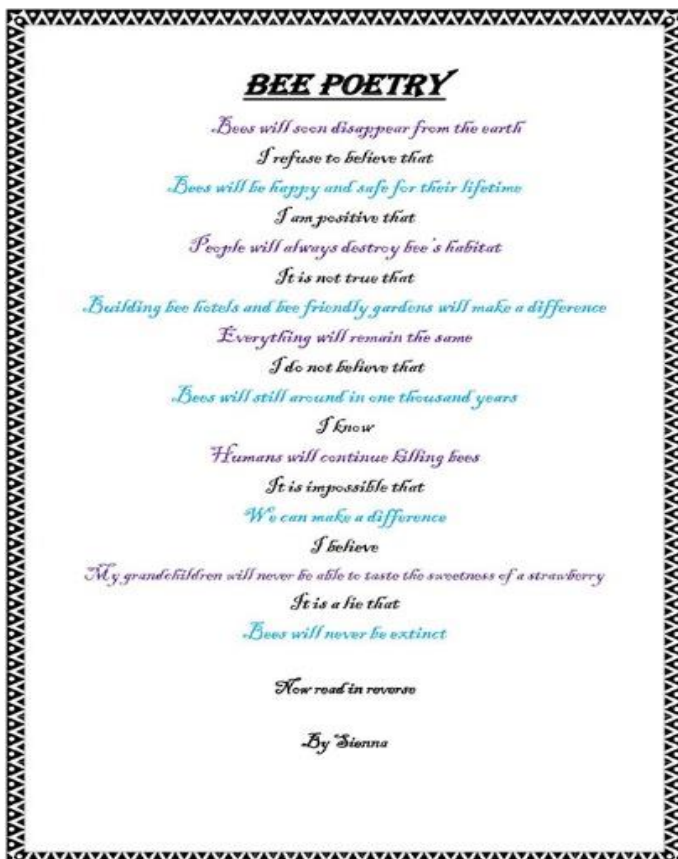 BEE POETRY
Bees will soon disappear from the earth
I refuse to believe that
Bees will be happy and safe for their lifetime
I am positive that
People will always destroy bee's habitat
It is not true that
Building bee hotels and bee friendly gardens will make a difference
Everything will remain the same
I do not believe that
Bees will still around in one thousand years
I know
Humans will continue killing bees
It is impossible that
We can make a difference
I believe
My grandchildren will never be able to taste the sweetness of a strawberry
It is a lie that
Bees will never be extinct
Now read in reverse
By Sienna